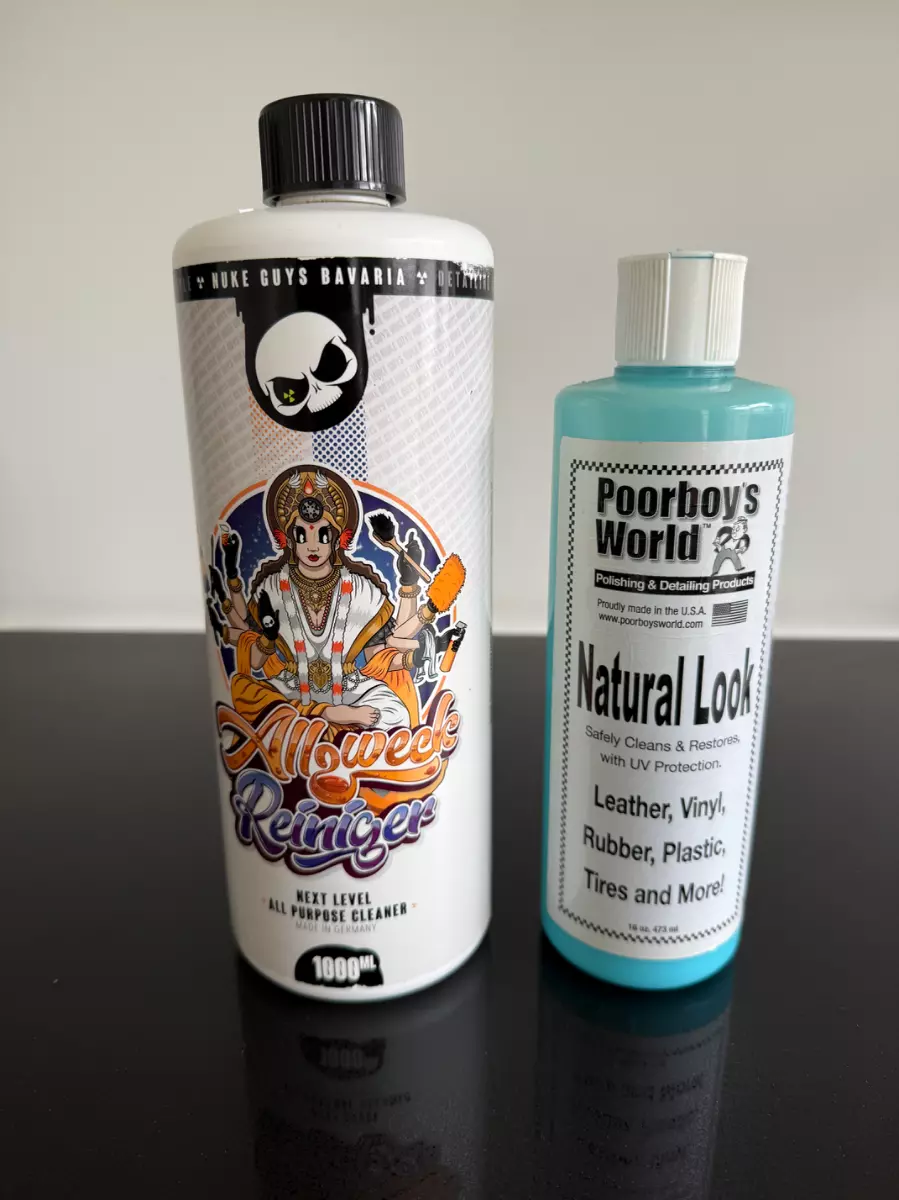 NUKE GUYS BAVARIA
Allzweck
Reiniger
NEXT LEVEL
ALL PURPOSE CLEANER
MADE IN GERMANY
1000ML
Poorboy's
World™
Polishing & Detailing Products
Proudly made in the U.S.A.
www.poorboysworld.com
Natural Look
Safely Cleans & Restores,
with UV Protection.
Leather, Vinyl,
Rubber, Plastic,
Tires and More!
16 oz. 473 ml